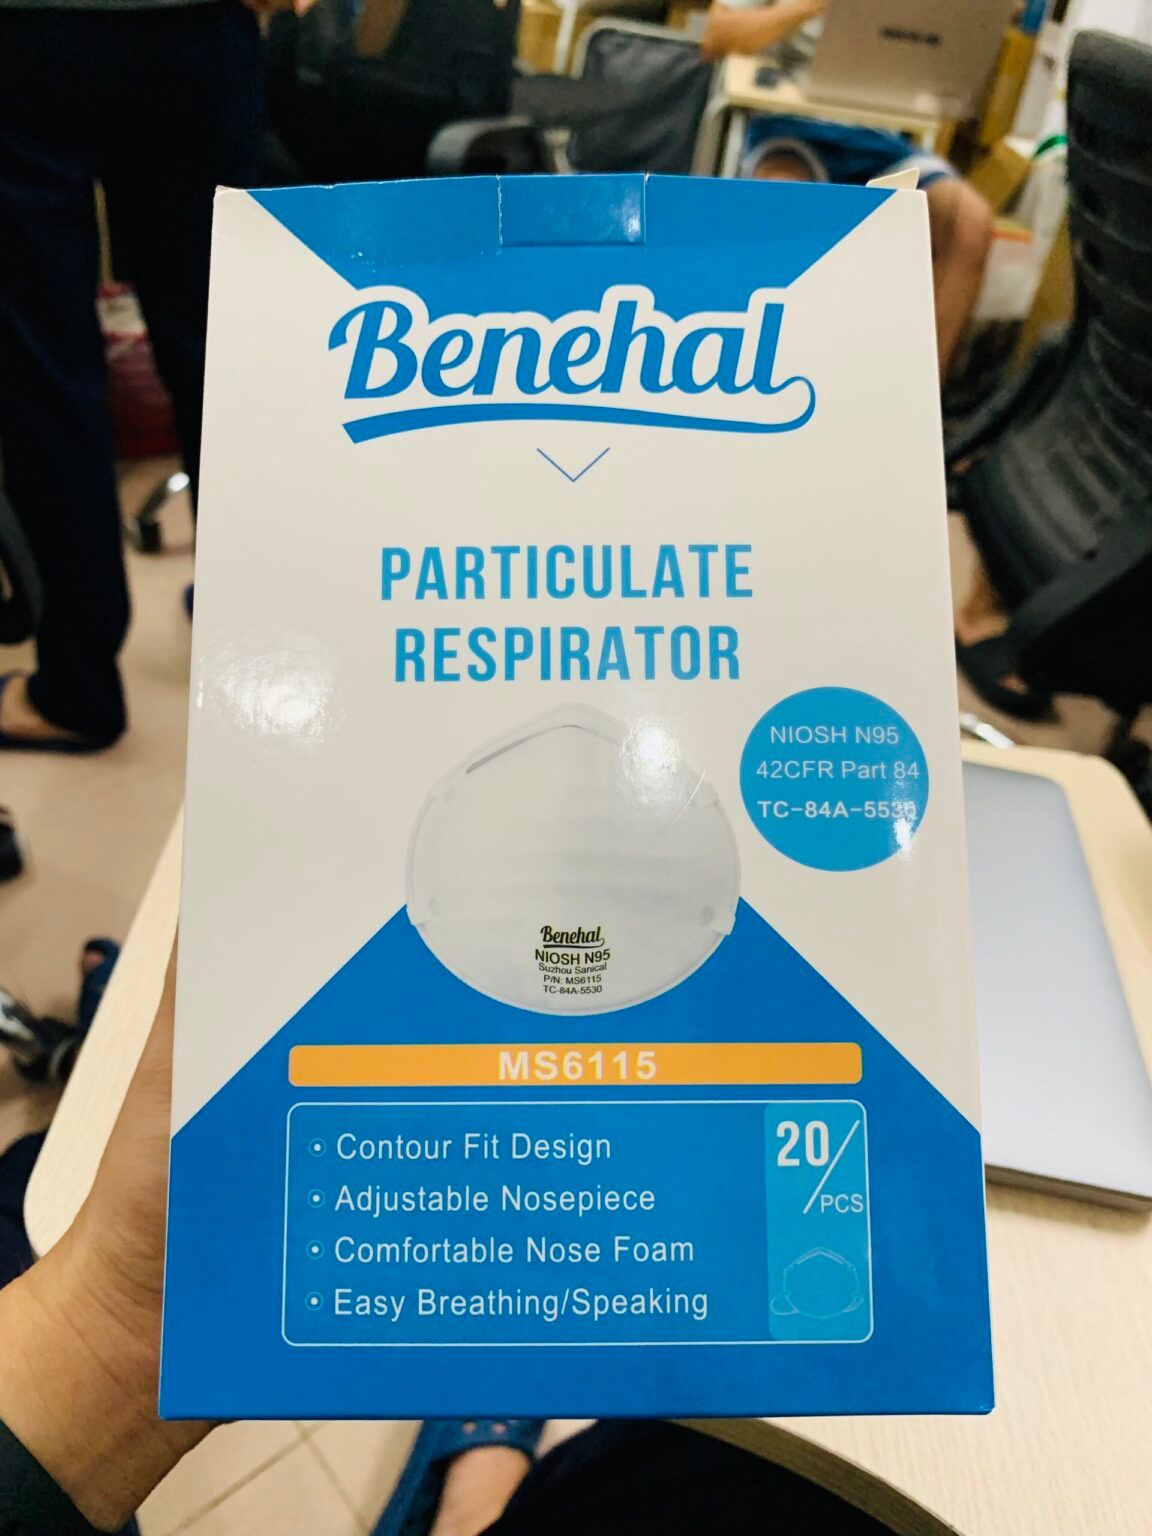 Benehal
PARTICULATE
RESPIRATOR
NIOSH N95
42CFR Part 84
TC-84A-5530
Benehal
NIOSH N95
Suzhou Sanical
P/N: MS6115
TC-84A-5530
MS6115
Contour Fit Design
Adjustable Nosepiece
Comfortable Nose Foam
Easy Breathing/Speaking
20/
PCS